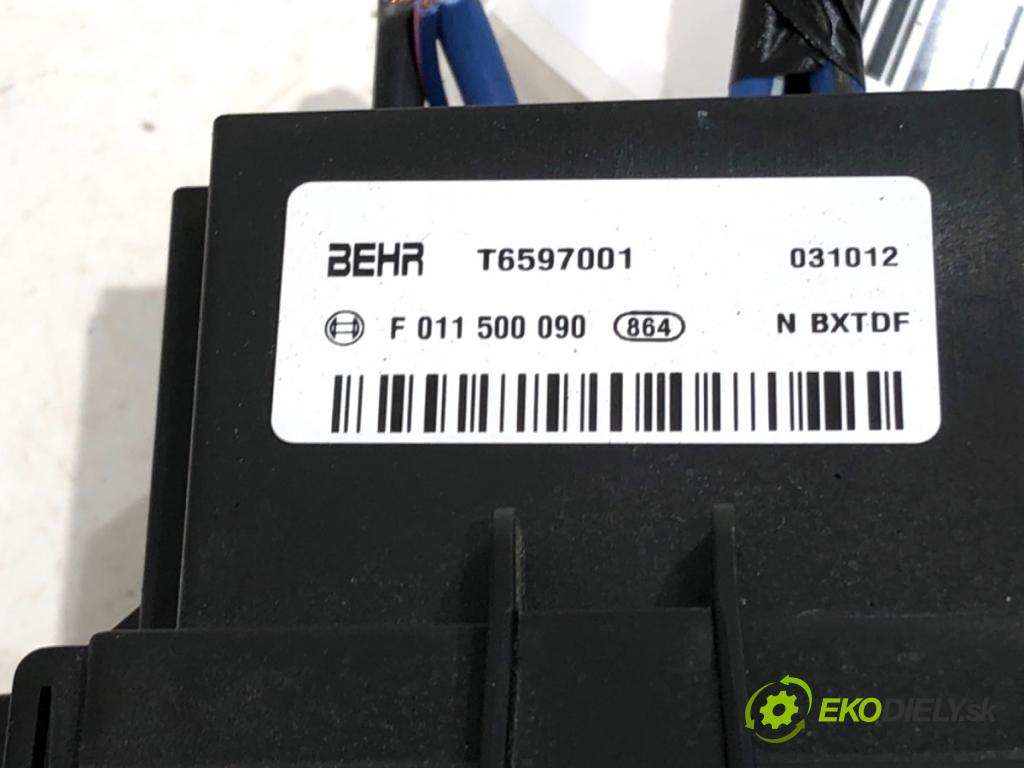 BEHR T6597001 031012
F 011 500 090 864 N BXTDF
EKODIELY.sk